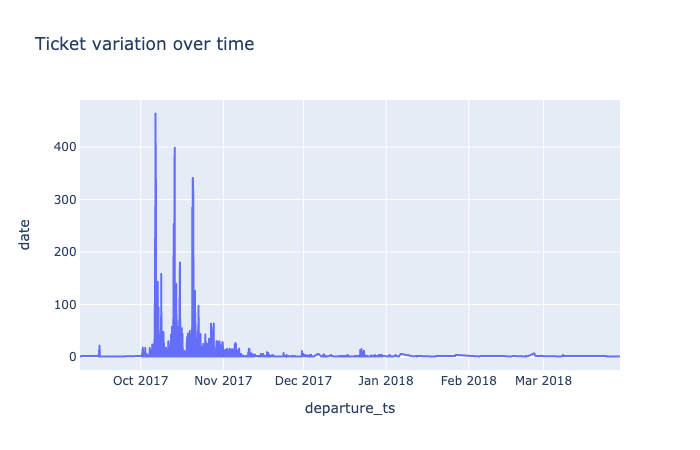 Ticket variation over time
400
300
200
100
0
date
Oct 2017
Nov 2017
Dec 2017
Jan 2018
Feb 2018
Mar 2018
departure_ts